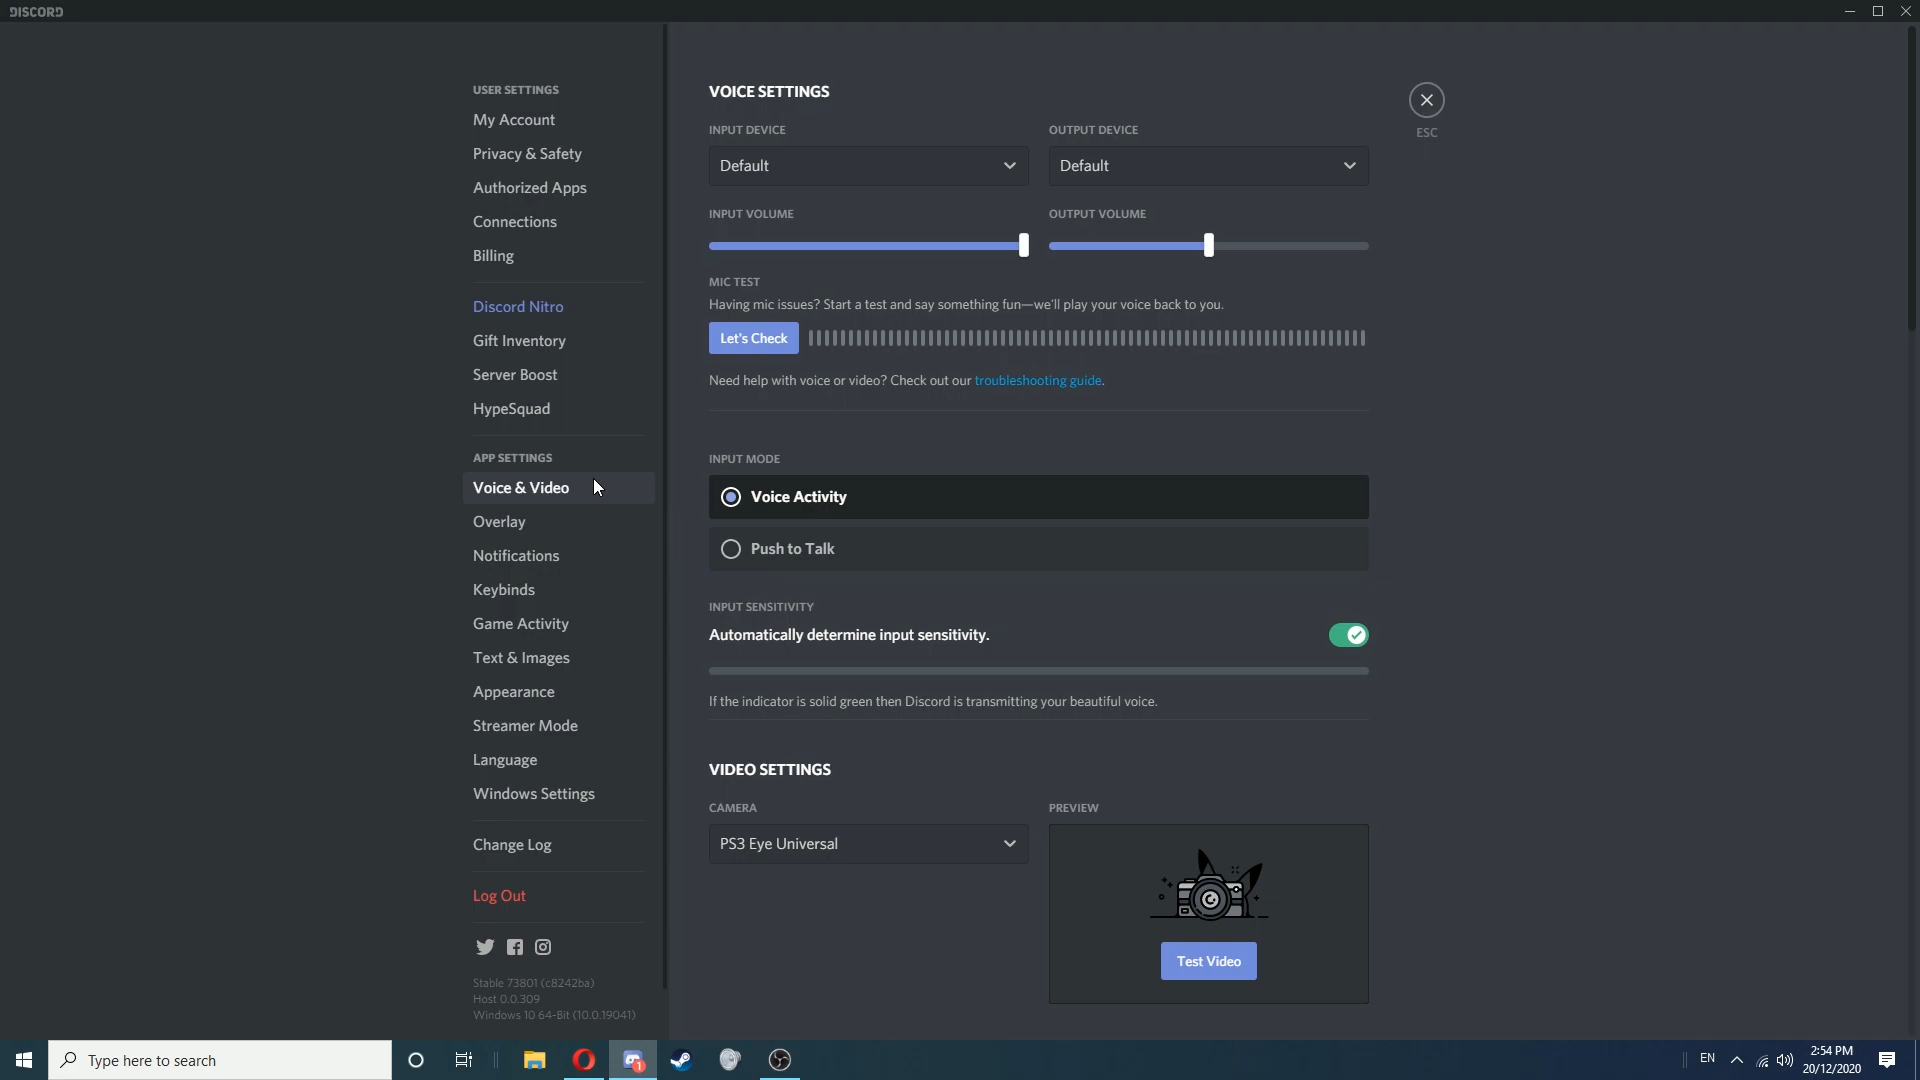 DISCORD
USER SETTINGS
My Account
Privacy & Safety
Authorized Apps
Connections
Billing
Discord Nitro
Gift Inventory
Server Boost
HypeSquad
APP SETTINGS
Voice & Video
Overlay
Notifications
Keybinds
Game Activity
Text & Images
Appearance
Streamer Mode
Language
Windows Settings
Change Log
Log Out
Stable 73801 (c8242ba)
Host 0.0.309
Windows 10 64-Bit (10.0.19041)
VOICE SETTINGS
INPUT DEVICE
Default
OUTPUT DEVICE
Default
INPUT VOLUME
OUTPUT VOLUME
MIC TEST
Having mic issues? Start a test and say something fun—we'll play your voice back to you.
Let's Check
Need help with voice or video? Check out our troubleshooting guide.
INPUT MODE
Voice Activity
Push to Talk
INPUT SENSITIVITY
Automatically determine input sensitivity.
If the indicator is solid green then Discord is transmitting your beautiful voice.
VIDEO SETTINGS
CAMERA
PS3 Eye Universal
PREVIEW
Test Video
ESC
Type here to search
1
EN
2:54 PM
20/12/2020